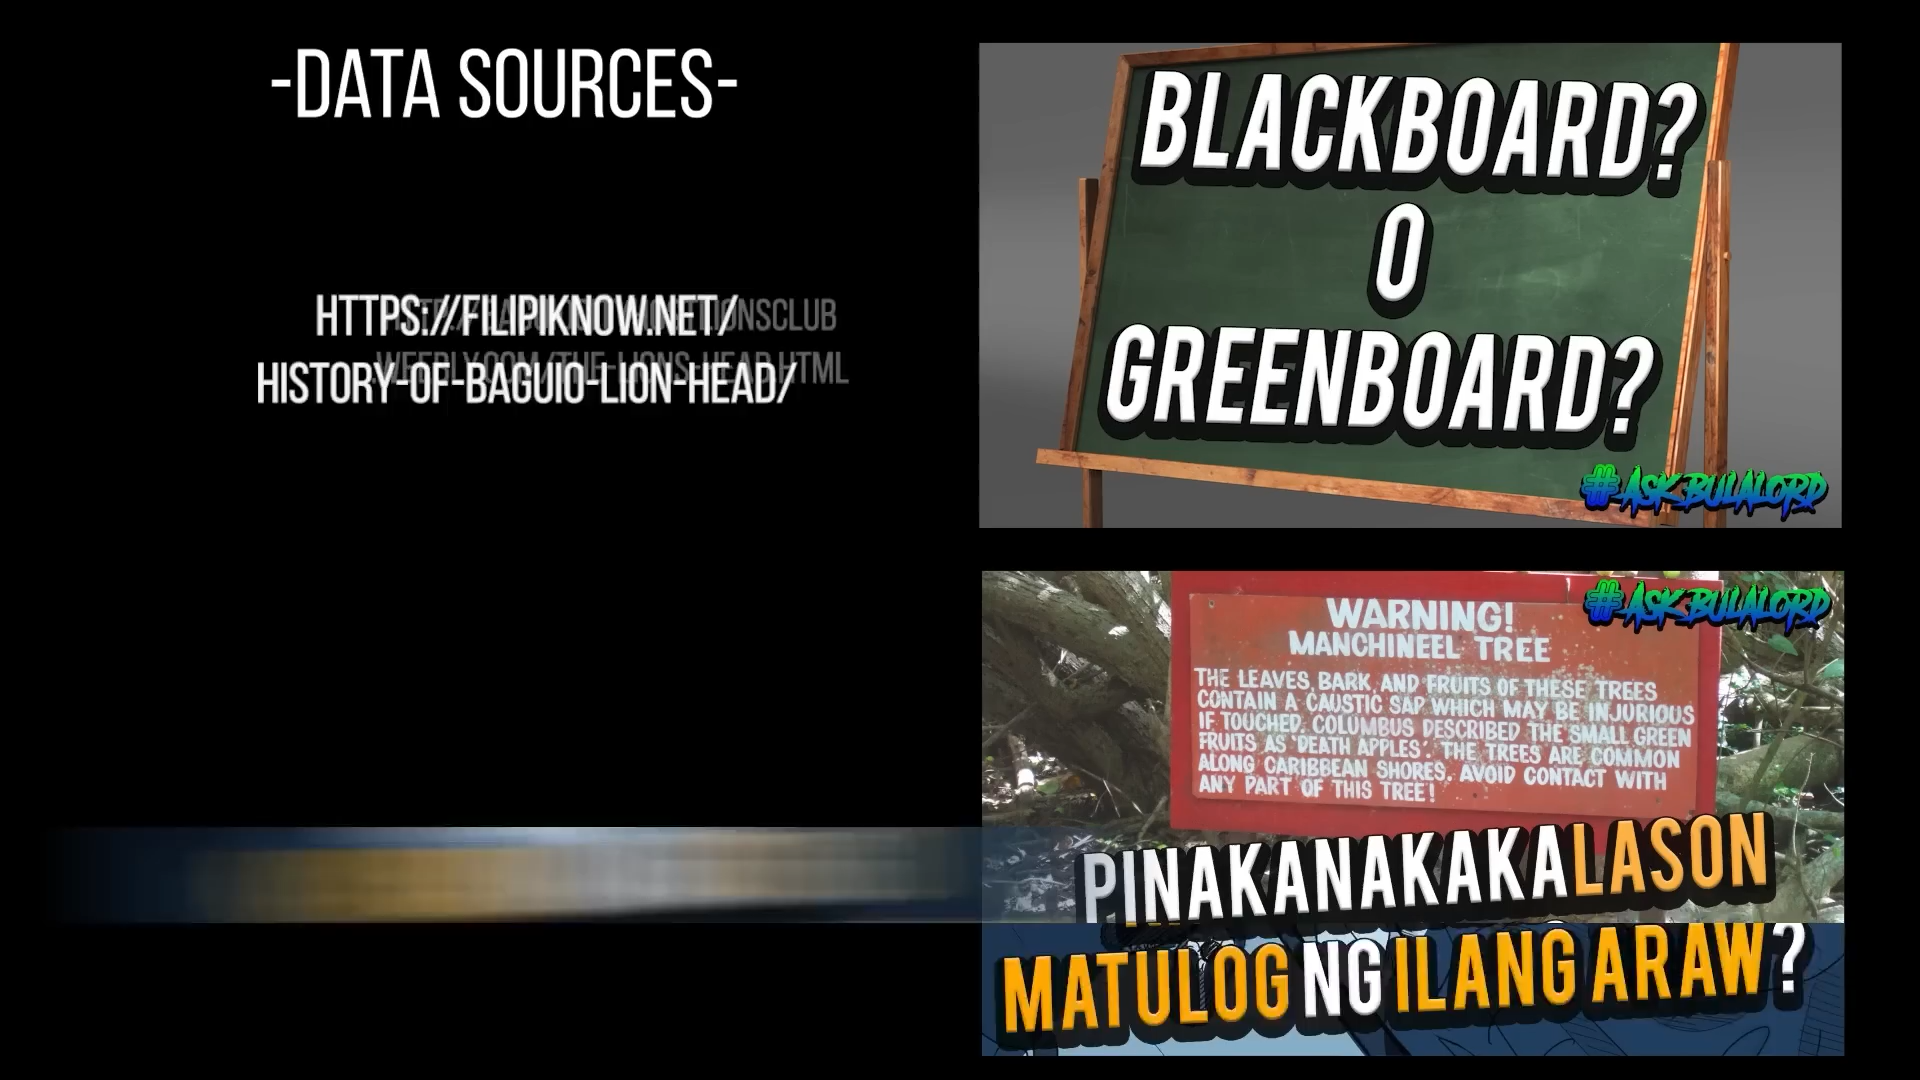 -DATA SOURCES-
HTTPS://FILIPIKNOW.NET/
HISTORY-OF-BAGUIO-LION-HEAD/
BLACKBOARD?
O
GREENBOARD?
#ASKBULALORD
#ASKBULALORD
WARNING!
MANCHINEEL TREE
THE LEAVES, BARK, AND FRUITS OF THESE TREES
CONTAIN A CAUSTIC SAP WHICH MAY BE INJURIOUS
IF TOUCHED. COLUMBUS DESCRIBED THE SMALL GREEN
FRUITS AS 'DEATH APPLES'. THE TREES ARE COMMON
ALONG CARIBBEAN SHORES. AVOID CONTACT WITH
ANY PART OF THIS TREE!
PINAKANAKAKALASON
MATULOG NG ILANG ARAW?